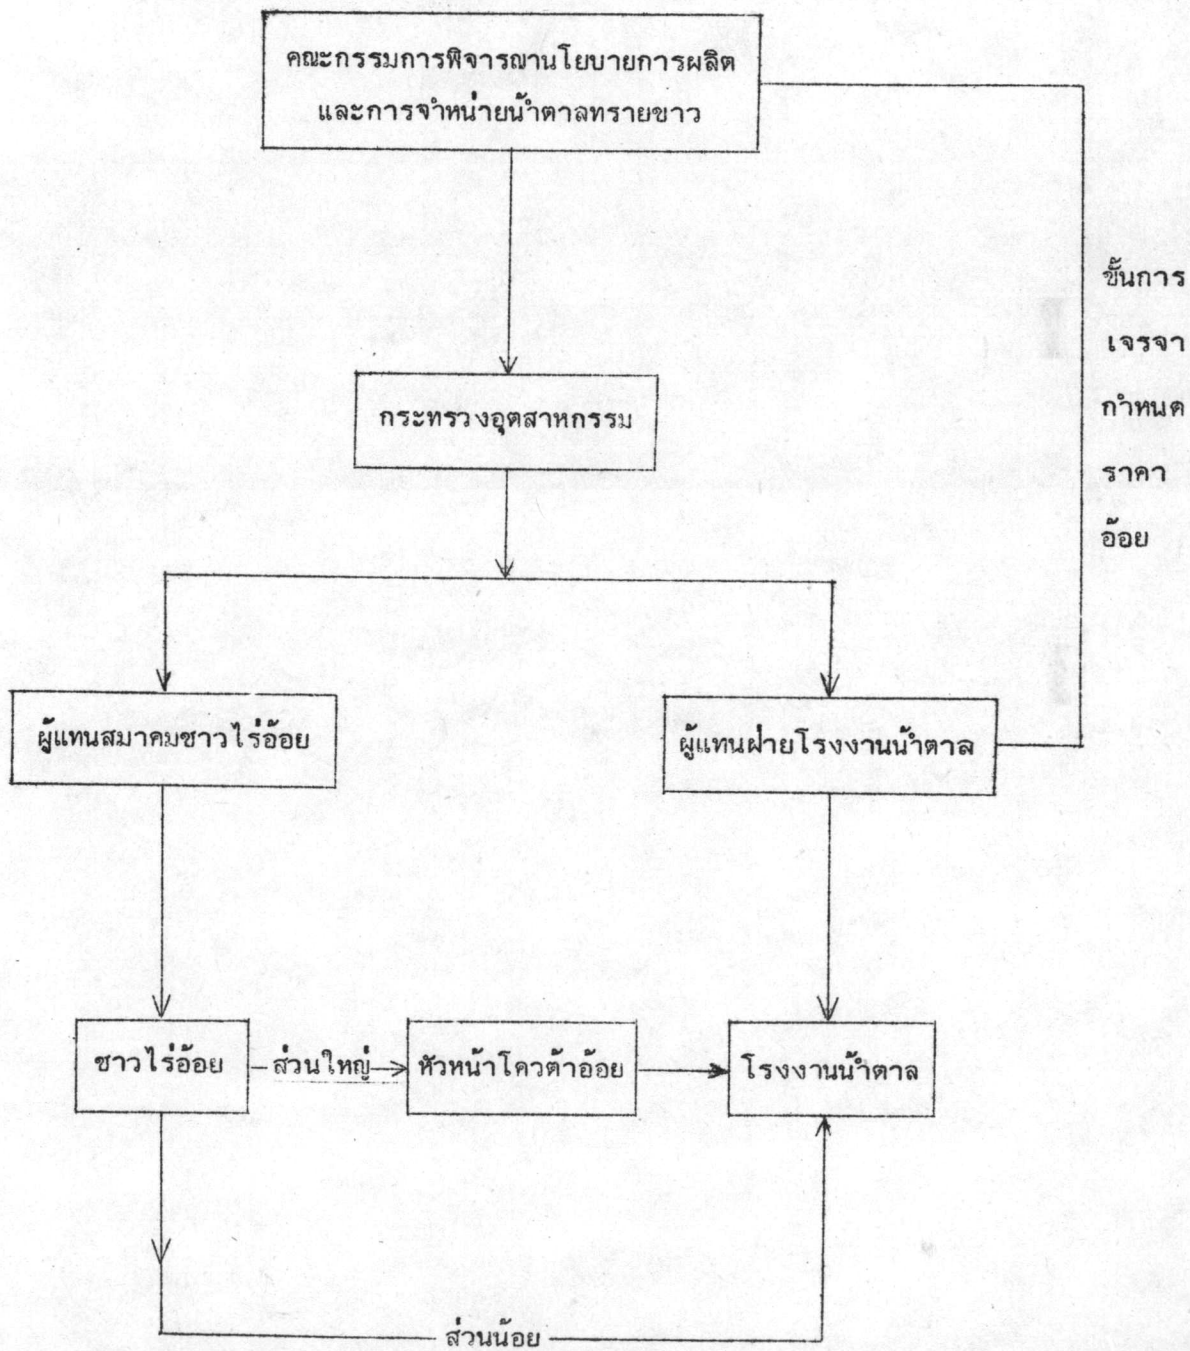 คณะกรรมการพิจารณานโยบายการผลิต
และการจำหน่ายน้ำตาลทรายขาว
ขั้นการ
เจรจา
กำหนด
ราคา
อ้อย
กระทรวงอุตสาหกรรม
ผู้แทนสมาคมชาวไร่อ้อย
ผู้แทนฝ่ายโรงงานน้ำตาล
ชาวไร่อ้อย
ส่วนใหญ่
หัวหน้าโควต้าอ้อย
โรงงานน้ำตาล
ส่วนน้อย